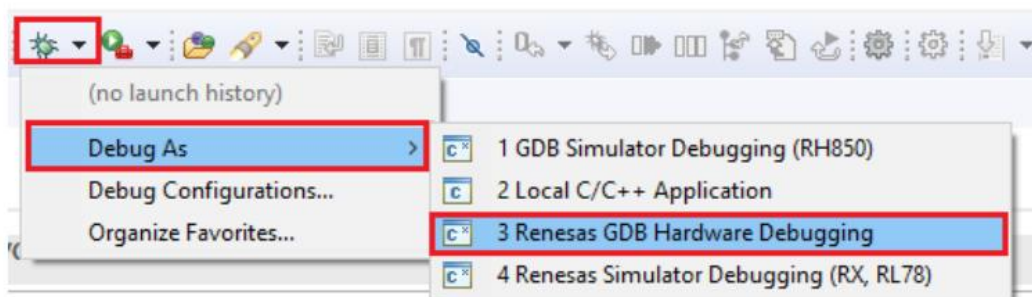 (no launch history)
Debug As
Debug Configurations...
Organize Favorites...
1 GDB Simulator Debugging (RH850)
2 Local C/C++ Application
3 Renesas GDB Hardware Debugging
4 Renesas Simulator Debugging (RX, RL78)